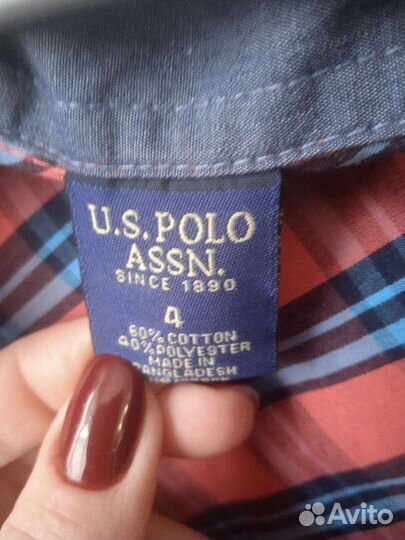 U.S. POLO
ASSN.
SINCE 1890
4
60% COTTON
40% POLYESTER
MADE IN
BANGLADESH
Avito